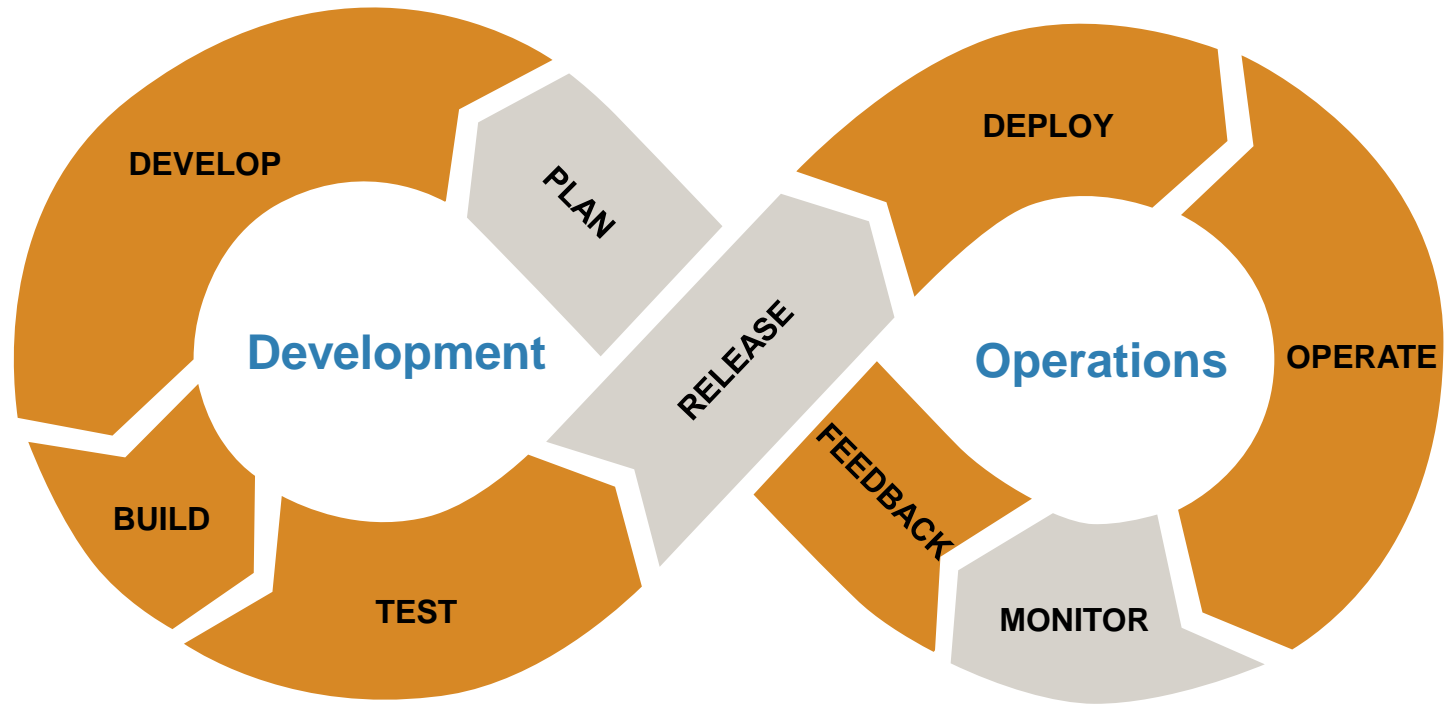 DEPLOY
DEVELOP
PLAN
RELEASE
Development
Operations
OPERATE
FEEDBACK
BUILD
TEST
MONITOR